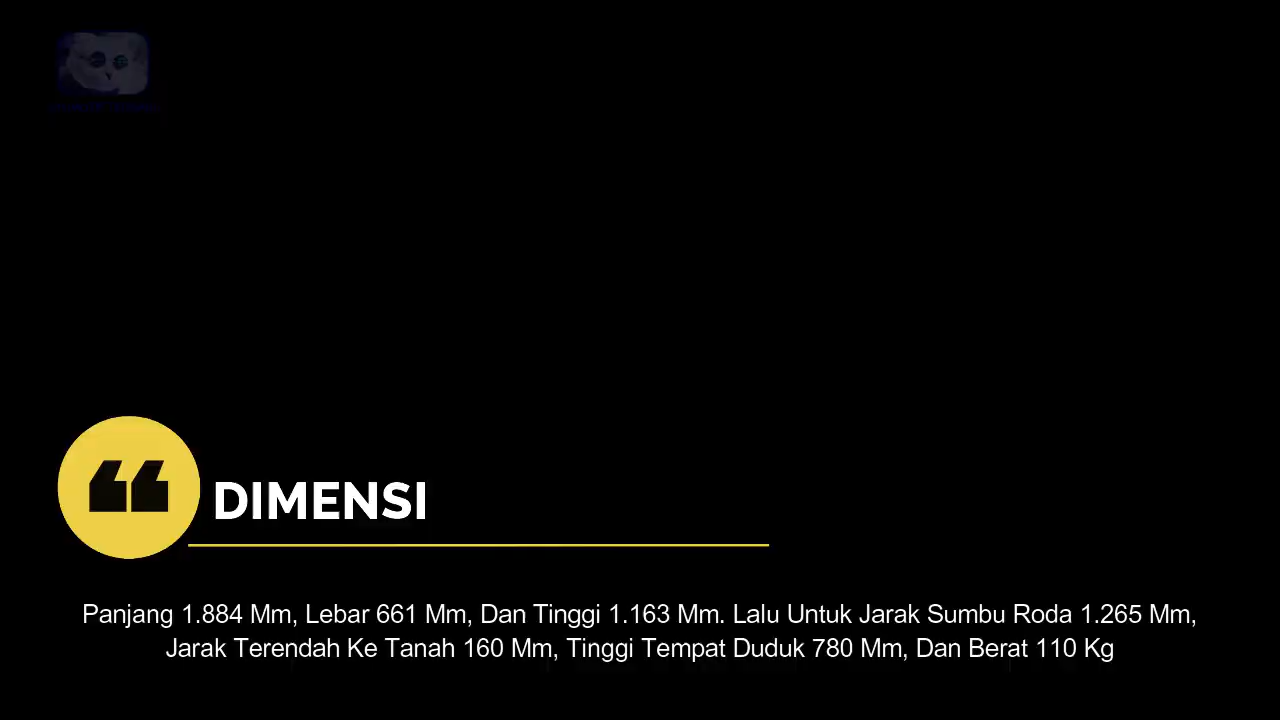 DIMENSI
Panjang 1.884 Mm, Lebar 661 Mm, Dan Tinggi 1.163 Mm. Lalu Untuk Jarak Sumbu Roda 1.265 Mm,
Jarak Terendah Ke Tanah 160 Mm, Tinggi Tempat Duduk 780 Mm, Dan Berat 110 Kg